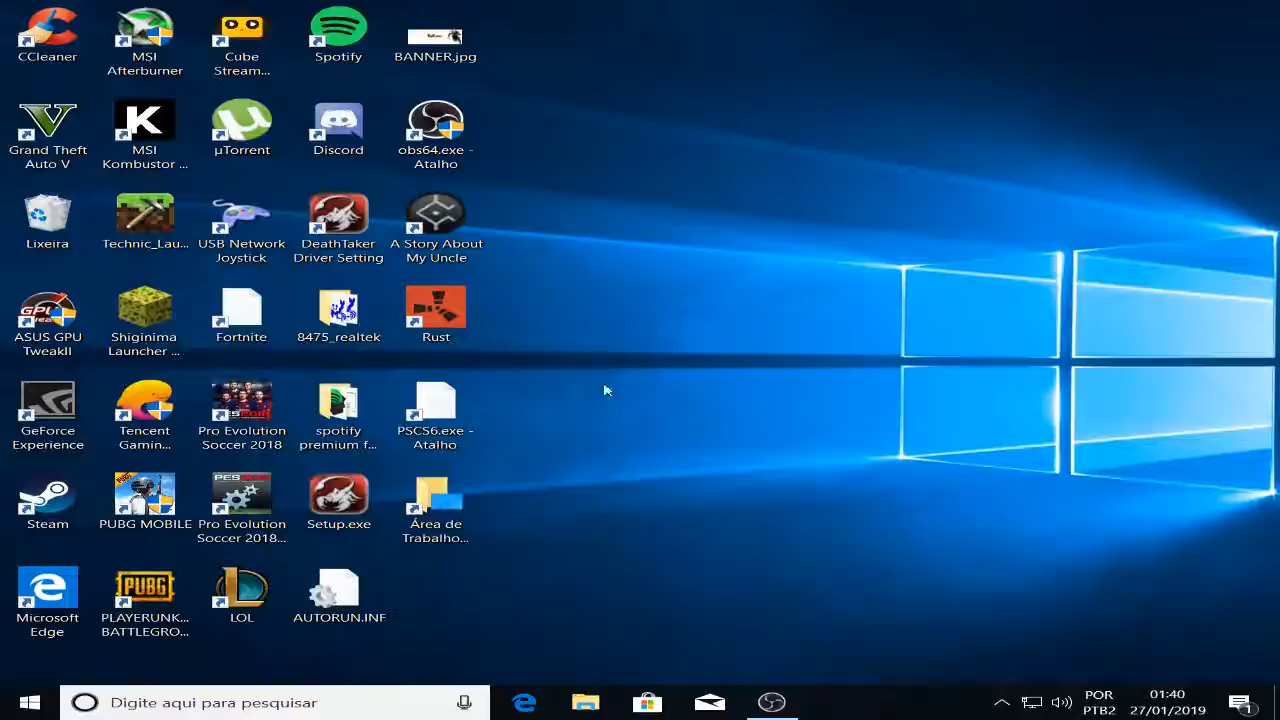 CCleaner
MSI
Afterburner
Cube
Stream...
Spotify
BANNER.jpg
Grand Theft
Auto V
K
MSI
Kombustor ...
µ
µTorrent
Discord
obs64.exe -
Atalho
Lixeira
Technic_Lau...
USB Network
Joystick
DeathTaker
Driver Setting
A Story About
My Uncle
ASUS GPU
TweakII
Shiginima
Launcher ...
Fortnite
8475_realtek
Rust
GeForce
Experience
Tencent
Gamin...
Pro Evolution
Soccer 2018
spotify
premium f...
PSCS6.exe -
Atalho
Steam
PUBG MOBILE
Pro Evolution
Soccer 2018...
Setup.exe
Área de
Trabalho...
Microsoft
Edge
PUBG
PLAYERUNK...
BATTLEGRO...
LOL
AUTORUN.INF
Digite aqui para pesquisar
POR
PTB2
01:40
27/01/2019
1